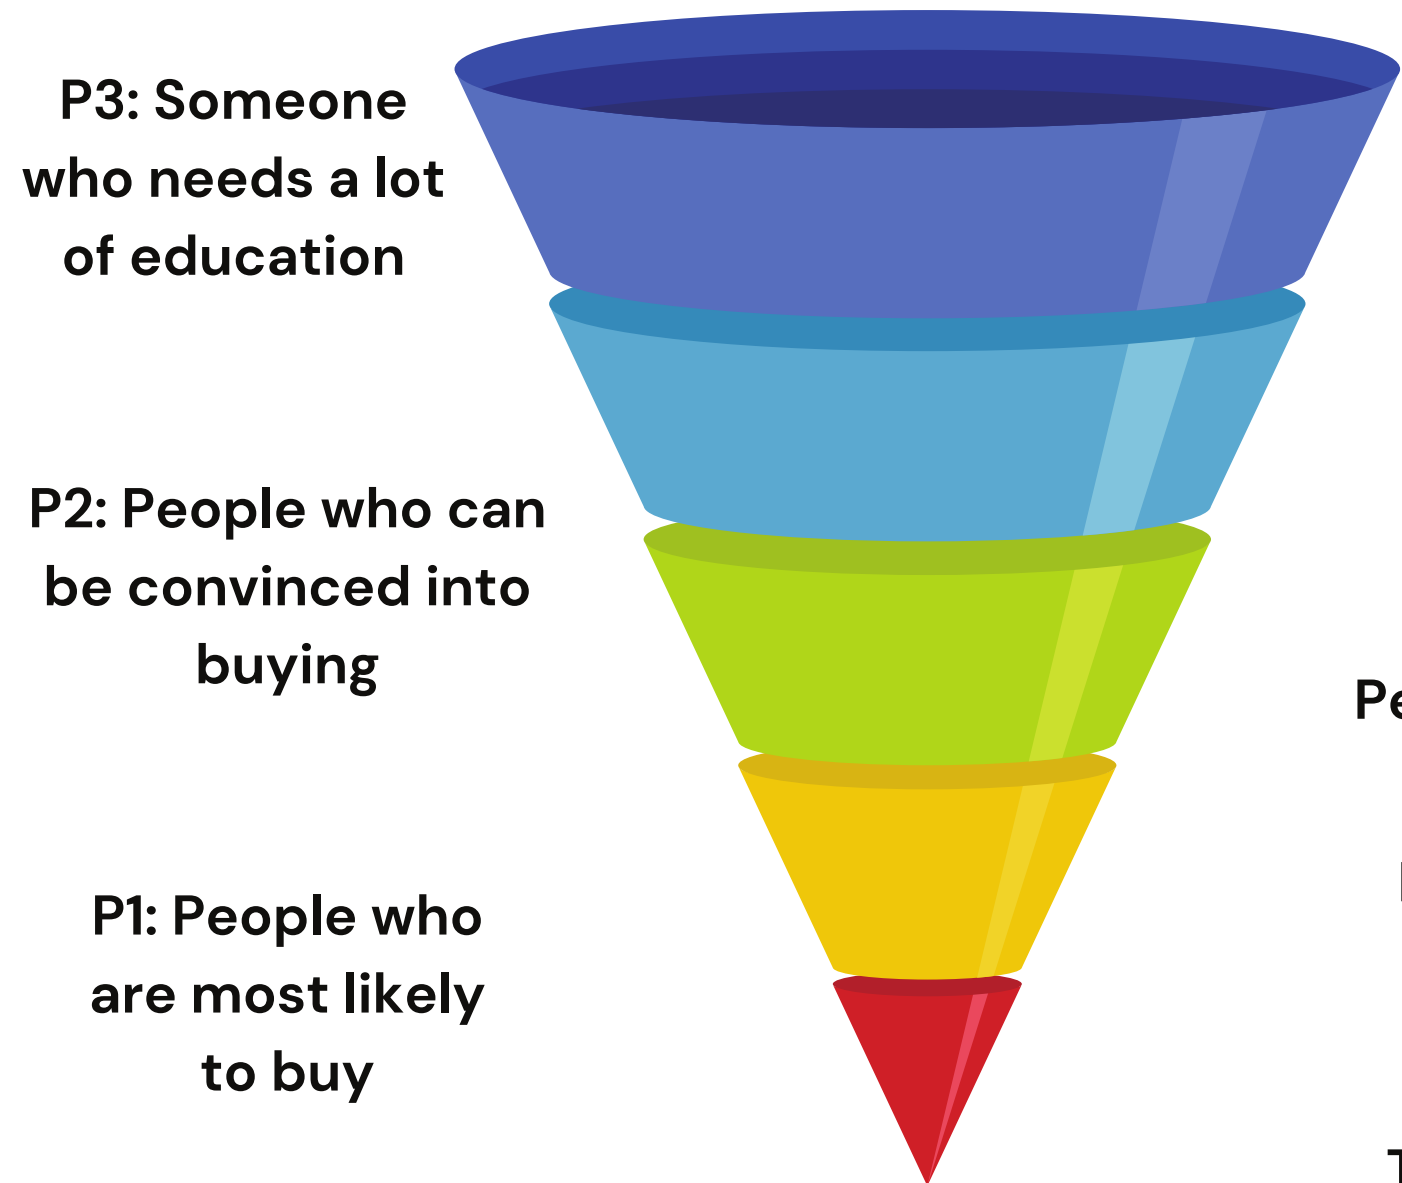 P3: Someone
who needs a lot
of education
P2: People who can
be convinced into
buying
P1: People who
are most likely
to buy